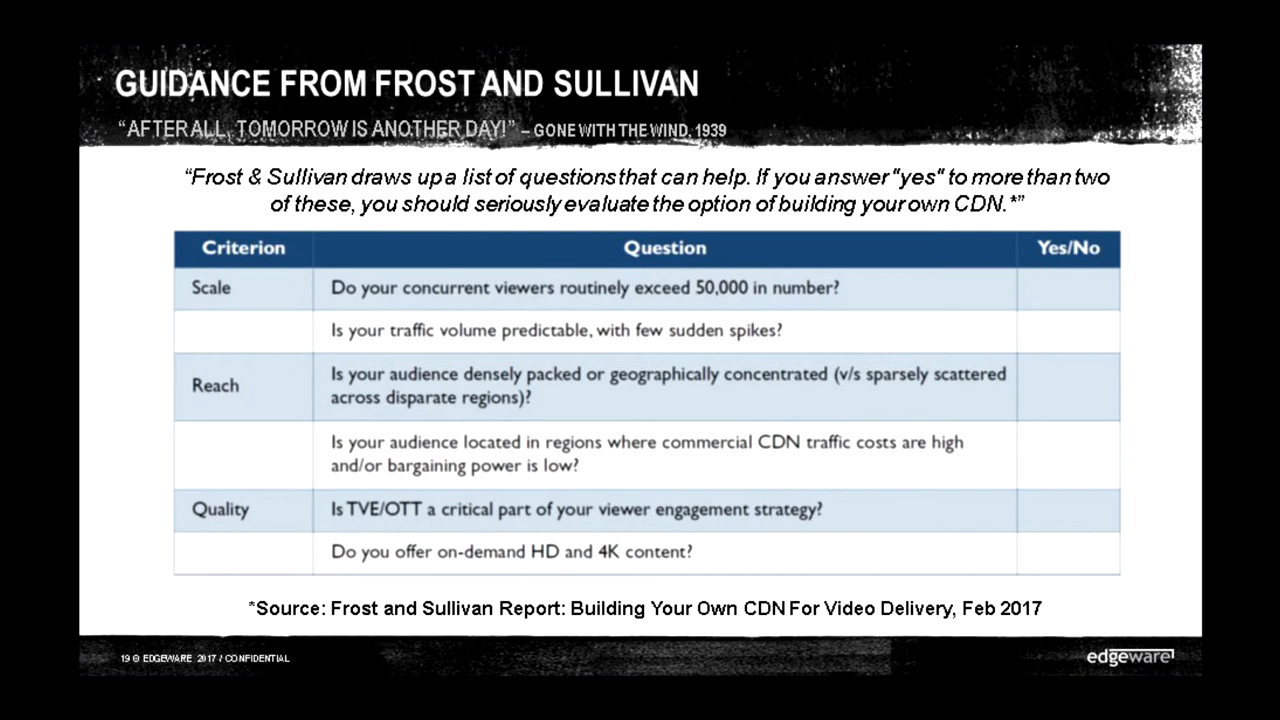 GUIDANCE FROM FROST AND SULLIVAN
“AFTER ALL, TOMORROW IS ANOTHER DAY!” – GONE WITH THE WIND, 1939
“Frost & Sullivan draws up a list of questions that can help. If you answer "yes" to more than two
of these, you should seriously evaluate the option of building your own CDN.*”
Criterion Question Yes/No
Scale Do your concurrent viewers routinely exceed 50,000 in number?
Is your traffic volume predictable, with few sudden spikes?
Is your audience densely packed or geographically concentrated (v/s sparsely scattered
Reach
across disparate regions)?
Is your audience located in regions where commercial CDN traffic costs are high
and/or bargaining power is low?
Quality Is TVE/OTT a critical part of your viewer engagement strategy?
Do you offer on-demand HD and 4K content?
*Source: Frost and Sullivan Report: Building Your Own CDN For Video Delivery, Feb 2017
19 © EDGEWARE 2017 / CONFIDENTIAL
edgeware